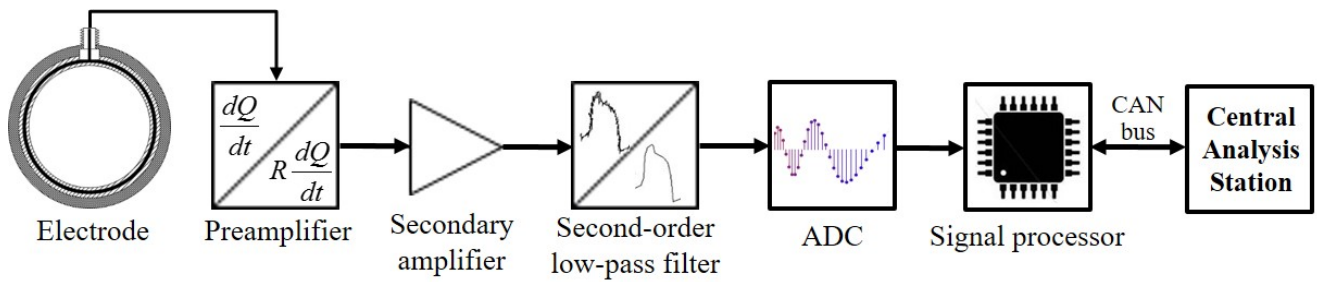 dQ
dt
R dQ
dt
CAN
bus
Central
Analysis
Station
Electrode
Preamplifier
Secondary
amplifier
Second-order
low-pass filter
ADC
Signal processor